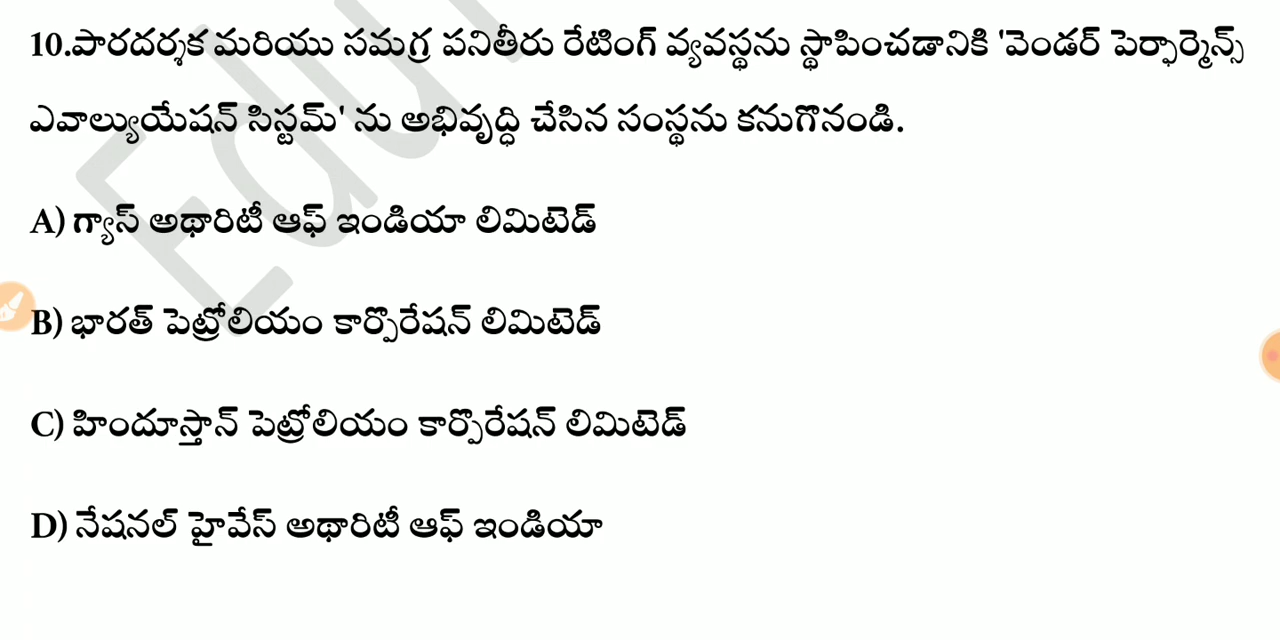 10.పారదర్శక మరియు సమగ్ర పనితీరు రేటింగ్ వ్యవస్థను స్థాపించడానికి 'వెండర్ పెర్ఫార్మెన్స్
ఎవాల్యుయేషన్ సిస్టమ్' ను అభివృద్ధి చేసిన సంస్థను కనుగొనండి.
A) గ్యాస్ అథారిటీ ఆఫ్ ఇండియా లిమిటెడ్
B) భారత్ పెట్రోలియం కార్పొరేషన్ లిమిటెడ్
C) హిందూస్తాన్ పెట్రోలియం కార్పొరేషన్ లిమిటెడ్
D) నేషనల్ హైవేస్ అథారిటీ ఆఫ్ ఇండియా